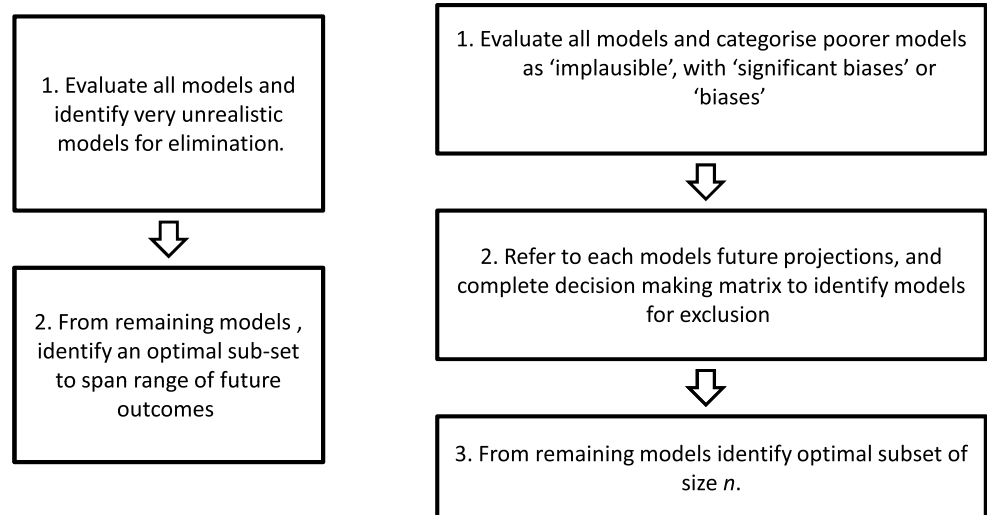 1. Evaluate all models and
identify very unrealistic
models for elimination.
2. From remaining models ,
identify an optimal sub-set
to span range of future
outcomes
1. Evaluate all models and categorise poorer models
as ‘implausible’, with ‘significant biases’ or
‘biases’
2. Refer to each models future projections, and
complete decision making matrix to identify models
for exclusion
3. From remaining models identify optimal subset of
size n.